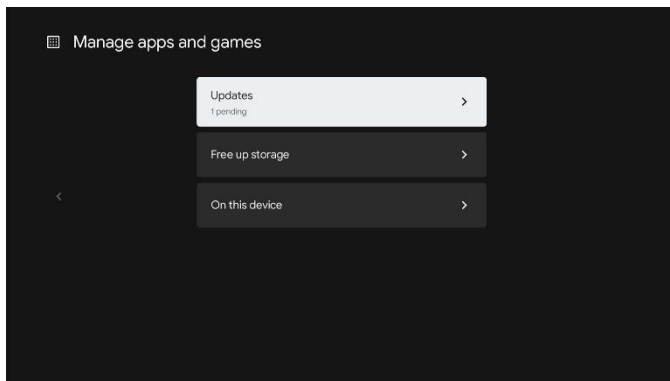 Manage apps and games
Updates
1 pending
Free up storage
On this device